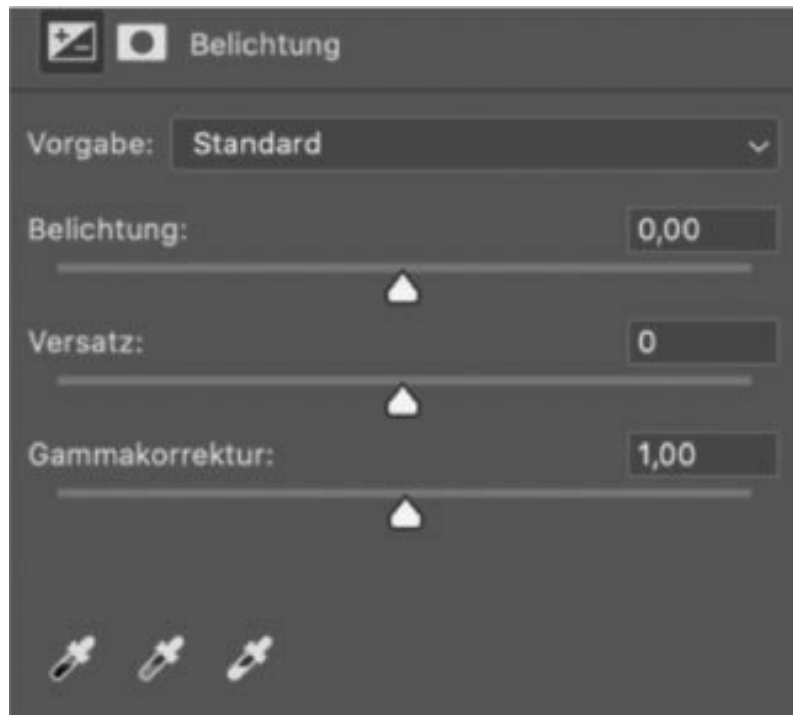 Belichtung
Vorgabe: Standard
Belichtung: 0,00
Versatz: 0
Gammakorrektur: 1,00